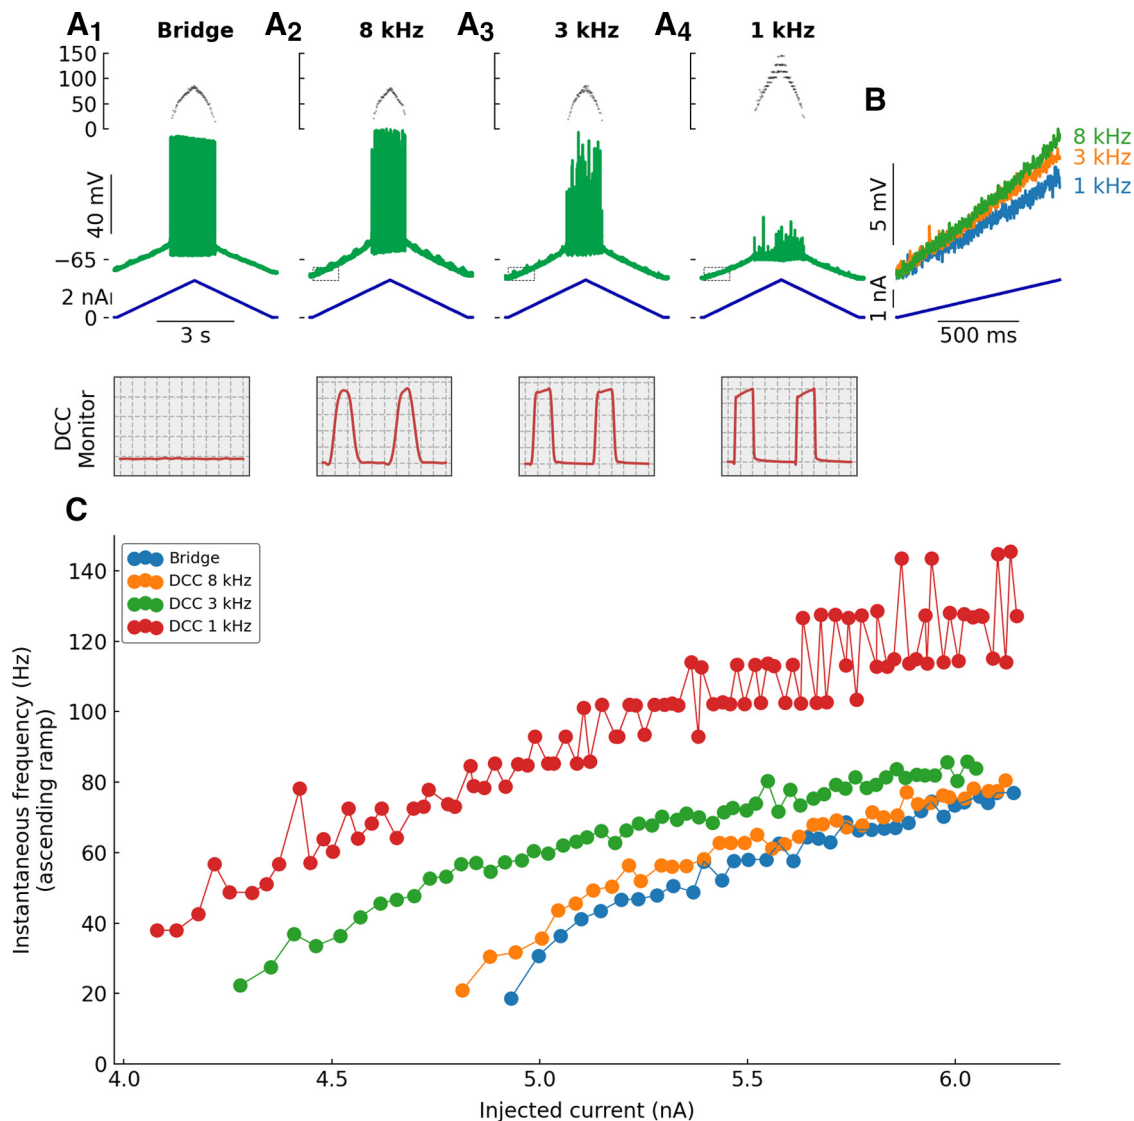 A1 Bridge A2 8 kHz A3 3 kHz A4 1 kHz
150
100
50
0
B
8 kHz
3 kHz
1 kHz
40 mV
5 mV
−65
2 nA
1 nA
0
3 s
500 ms
DCC
Monitor
C
Bridge
DCC 8 kHz
DCC 3 kHz
DCC 1 kHz
140
120
100
80
60
40
20
0
Instantaneous frequency (Hz)
(ascending ramp)
4.0 4.5 5.0 5.5 6.0
Injected current (nA)